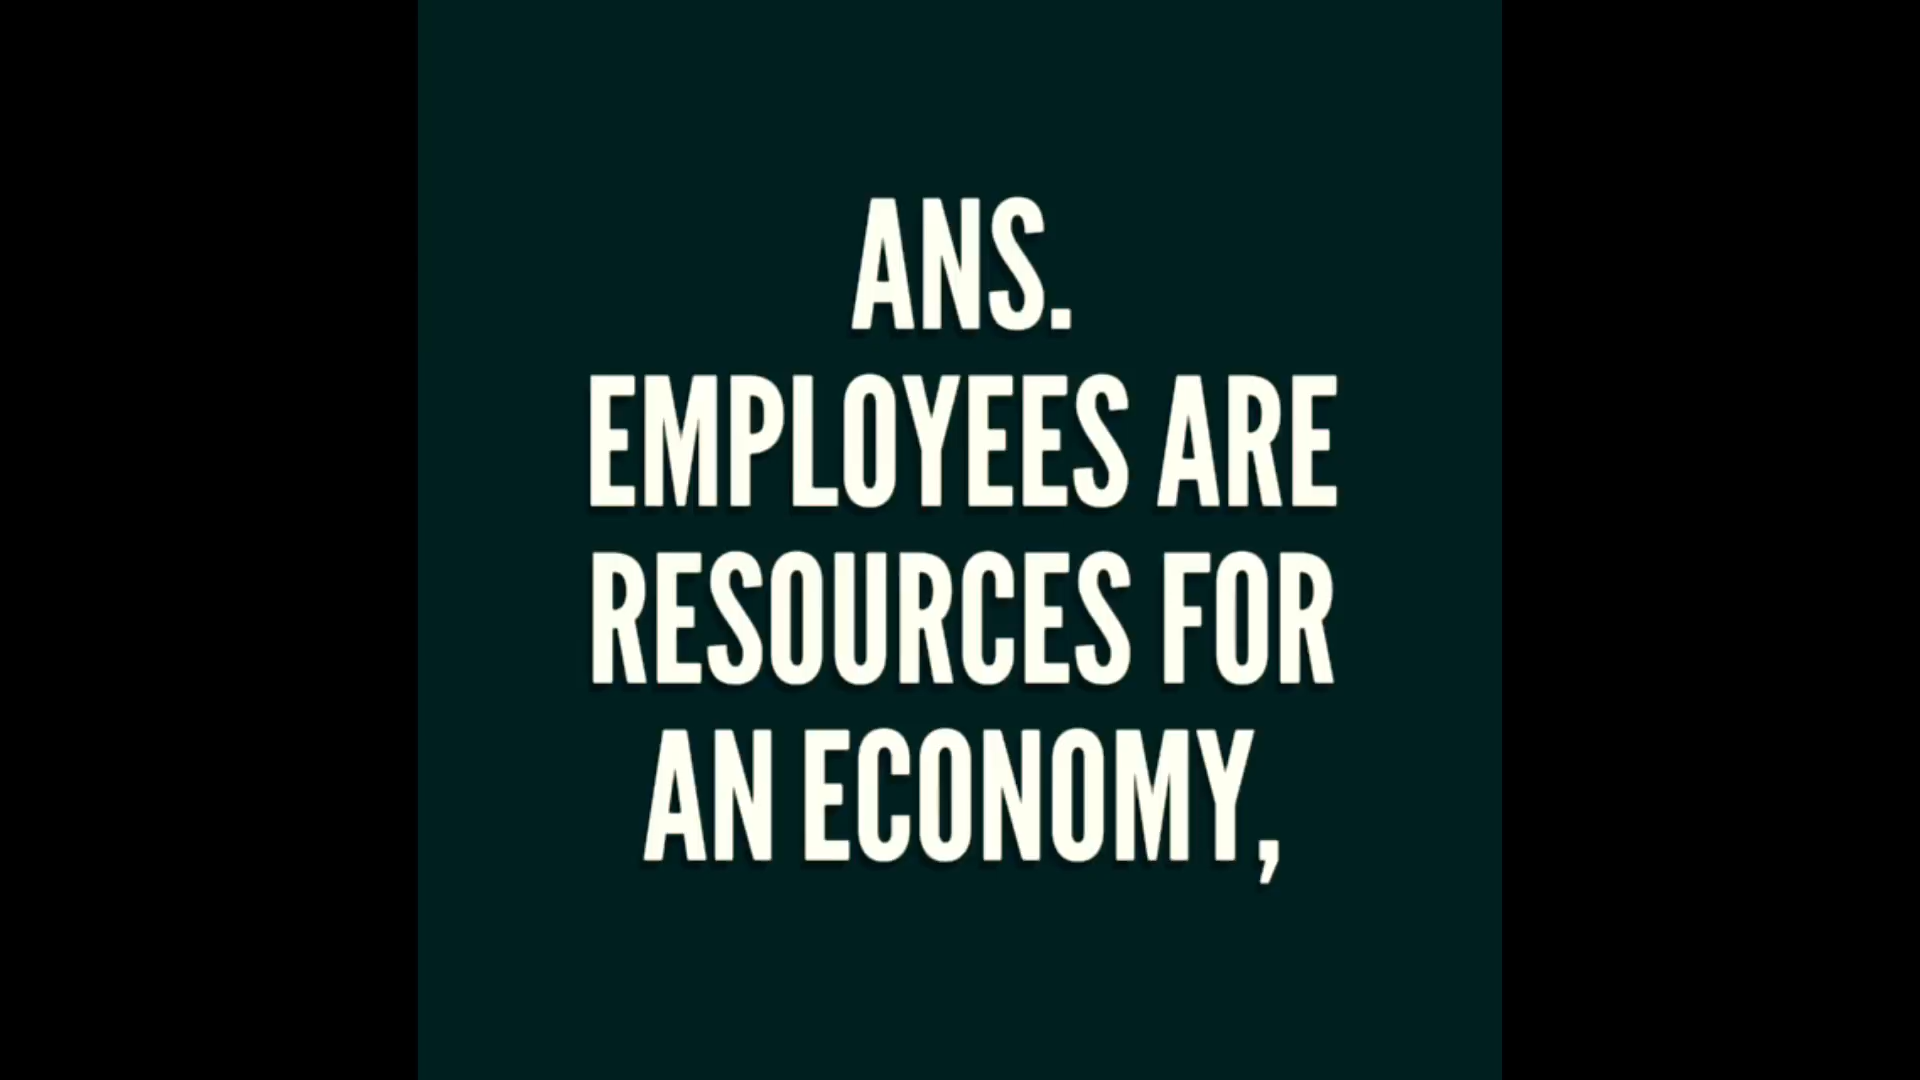 ANS.
EMPLOYEES ARE
RESOURCES FOR
AN ECONOMY,